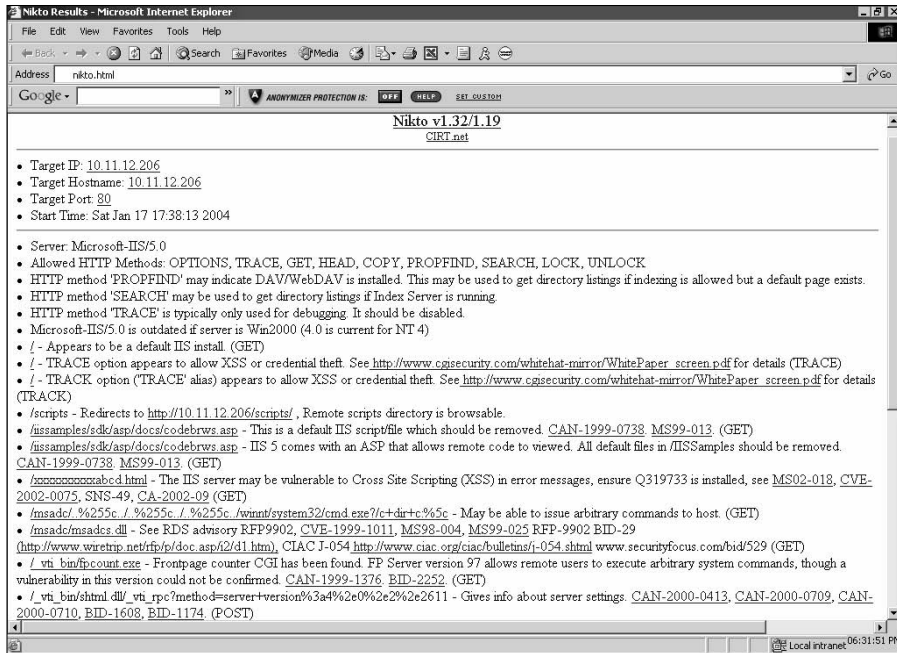 Nikto Results - Microsoft Internet Explorer
File Edit View Favorites Tools Help
Back Search Favorites Media
Address nikto.html Go
Google » ANONYMIZER PROTECTION IS: OFF HELP SET CUSTOM
Nikto v1.32/1.19
CIRT.net
• Target IP: 10.11.12.206
• Target Hostname: 10.11.12.206
• Target Port: 80
• Start Time: Sat Jan 17 17:38:13 2004
• Server: Microsoft-IIS/5.0
• Allowed HTTP Methods: OPTIONS, TRACE, GET, HEAD, COPY, PROPFIND, SEARCH, LOCK, UNLOCK
• HTTP method 'PROPFIND' may indicate DAV/WebDAV is installed. This may be used to get directory listings if indexing is allowed but a default page exists.
• HTTP method 'SEARCH' may be used to get directory listings if Index Server is running.
• HTTP method 'TRACE' is typically only used for debugging. It should be disabled.
• Microsoft-IIS/5.0 is outdated if server is Win2000 (4.0 is current for NT 4)
• / - Appears to be a default IIS install. (GET)
• / - TRACE option appears to allow XSS or credential theft. See http://www.cgisecurity.com/whitehat-mirror/WhitePaper_screen.pdf for details (TRACE)
• / - TRACK option ('TRACE' alias) appears to allow XSS or credential theft. See http://www.cgisecurity.com/whitehat-mirror/WhitePaper_screen.pdf for details
(TRACK)
• /scripts - Redirects to http://10.11.12.206/scripts/ , Remote scripts directory is browsable.
• /iissamples/sdk/asp/docs/codebrws.asp - This is a default IIS script/file which should be removed. CAN-1999-0738. MS99-013. (GET)
• /iissamples/sdk/asp/docs/codebrws.asp - IIS 5 comes with an ASP that allows remote code to viewed. All default files in /IISSamples should be removed.
CAN-1999-0738. MS99-013. (GET)
• /xxxxxxxxxxabcd.html - The IIS server may be vulnerable to Cross Site Scripting (XSS) in error messages, ensure Q319733 is installed, see MS02-018, CVE-
2002-0075, SNS-49, CA-2002-09 (GET)
• /msadc/..%255c../..%255c../..%255c../winnt/system32/cmd.exe?/c+dir+c:%5c - May be able to issue arbitrary commands to host. (GET)
• /msadc/msadcs.dll - See RDS advisory RFP9902, CVE-1999-1011, MS98-004, MS99-025 RFP-9902 BID-29
(http://www.wiretrip.net/rfp/p/doc.asp/i2/d1.htm), CIAC J-054 http://www.ciac.org/ciac/bulletins/j-054.shtml www.securityfocus.com/bid/529 (GET)
• /_vti_bin/fpcount.exe - Frontpage counter CGI has been found. FP Server version 97 allows remote users to execute arbitrary system commands, though a
vulnerability in this version could not be confirmed. CAN-1999-1376. BID-2252. (GET)
• /_vti_bin/shtml.dll/_vti_rpc?method=server+version%3a4%2e0%2e2%2e2611 - Gives info about server settings. CAN-2000-0413, CAN-2000-0709, CAN-
2000-0710, BID-1608, BID-1174. (POST)
Local intranet 06:31:51 PM